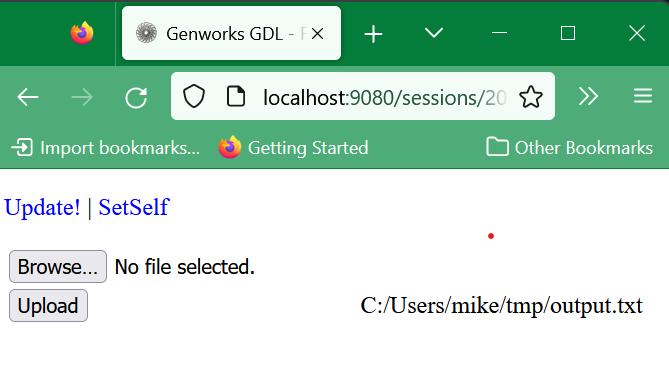 Genworks GDL - F
localhost:9080/sessions/20
Import bookmarks... Getting Started Other Bookmarks
Update! | SetSelf
Browse... No file selected.
Upload C:/Users/mike/tmp/output.txt